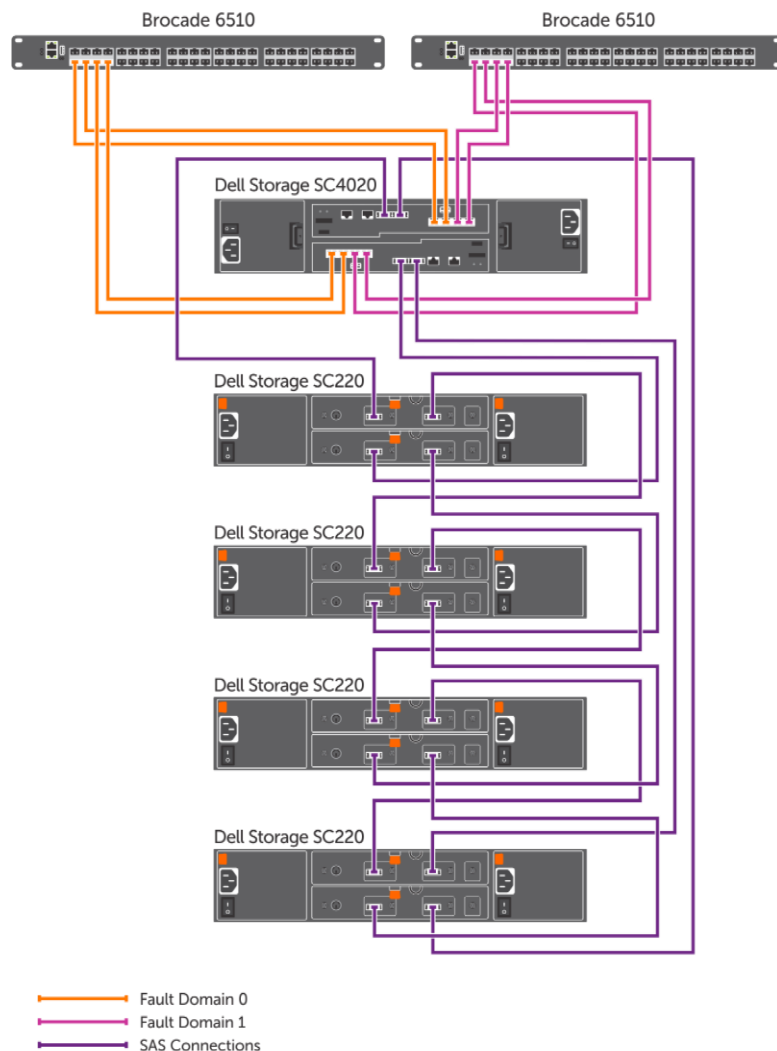 Brocade 6510
Brocade 6510
Dell Storage SC4020
Dell Storage SC220
Dell Storage SC220
Dell Storage SC220
Dell Storage SC220
Fault Domain 0
Fault Domain 1
SAS Connections